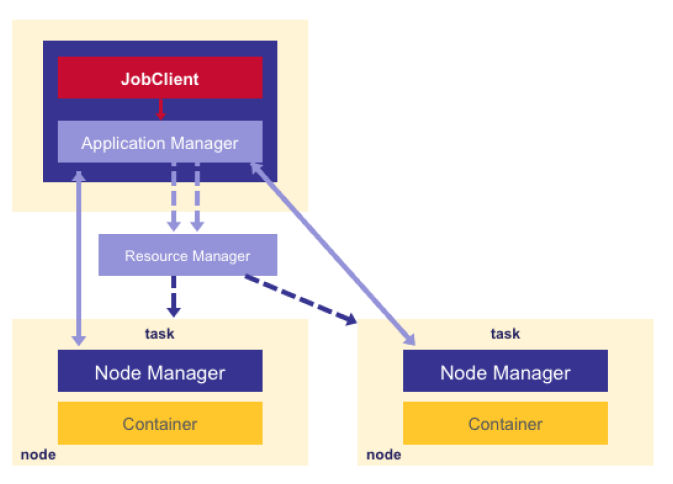 JobClient
Application Manager
Resource Manager
task
Node Manager
Container
node
task
Node Manager
Container
node